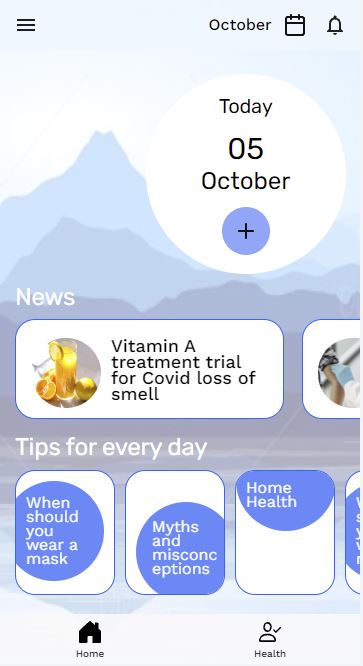 October
Today
05
October
News
Vitamin A
treatment trial
for Covid loss of
smell
Tips for every day
When
should
you
wear a
mask
Myths
and
misconc
eptions
Home
Health
Home
Health